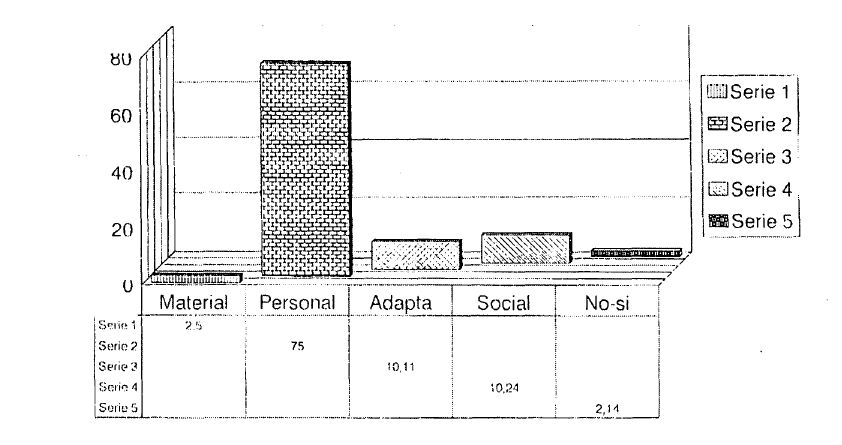 80
60
40
20
0
Serie 1
Serie 2
Serie 3
Serie 4
Serie 5
Material Personal Adapta Social No-si
Serie 1 2,5
Serie 2 75
Serie 3 10,11
Serie 4 10,24
Serie 5 2,14